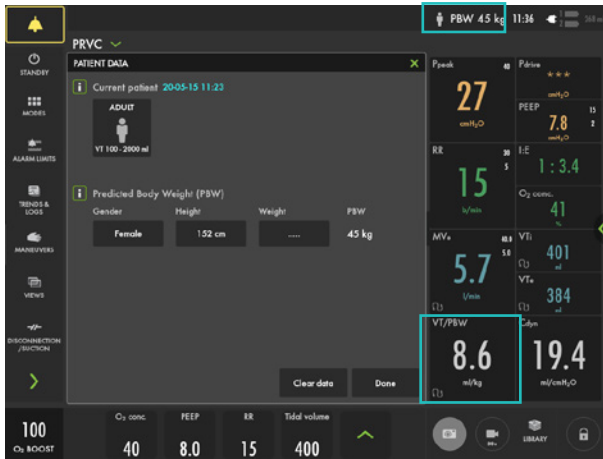 PBW 45 kg 11:36
PRVC
STANDBY
MODES
ALARM LIMITS
TRENDS & LOGS
MANEUVERS
VIEWS
DISCONNECTION
/SUCTION
PATIENT DATA
Current patient 20-05-15 11:23
ADULT
VT 100 - 2000 ml
Predicted Body Weight (PBW)
Gender Height Weight PBW
Female 152 cm ..... 45 kg
Clear data Done
Ppeak 40
27
cmH₂O
Pdrive
***
cmH₂O
PEEP 15
7.8 2
cmH₂O
RR 30
15 5
b/min
I:E
1 : 3.4
O₂ conc.
41
%
MVe 40.0
5.7 5.0
l/min
VTi
401
ml
VTe
384
ml
VT/PBW
8.6
ml/kg
Cdyn
19.4
ml/cmH₂O
100
O₂ BOOST
O₂ conc. PEEP RR Tidal volume
40 8.0 15 400
LIBRARY